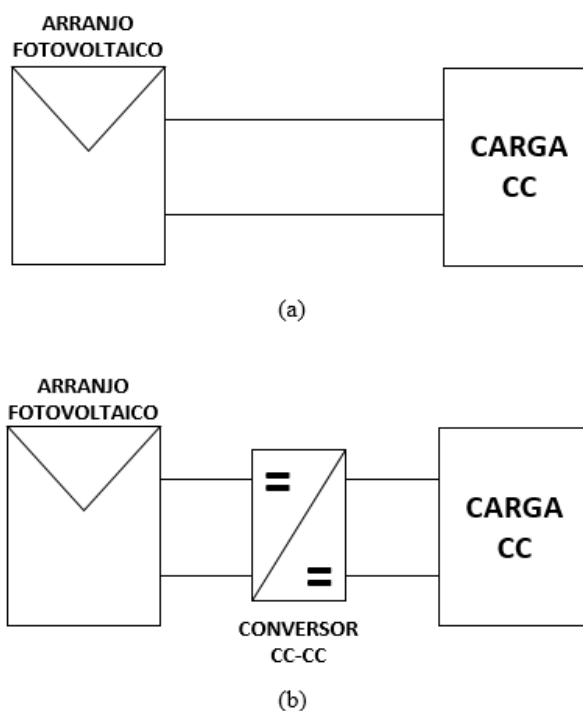 ARRANJO
FOTOVOLTAICO
CARGA
CC
(a)
ARRANJO
FOTOVOLTAICO
CARGA
CC
CONVERSOR
CC-CC
(b)